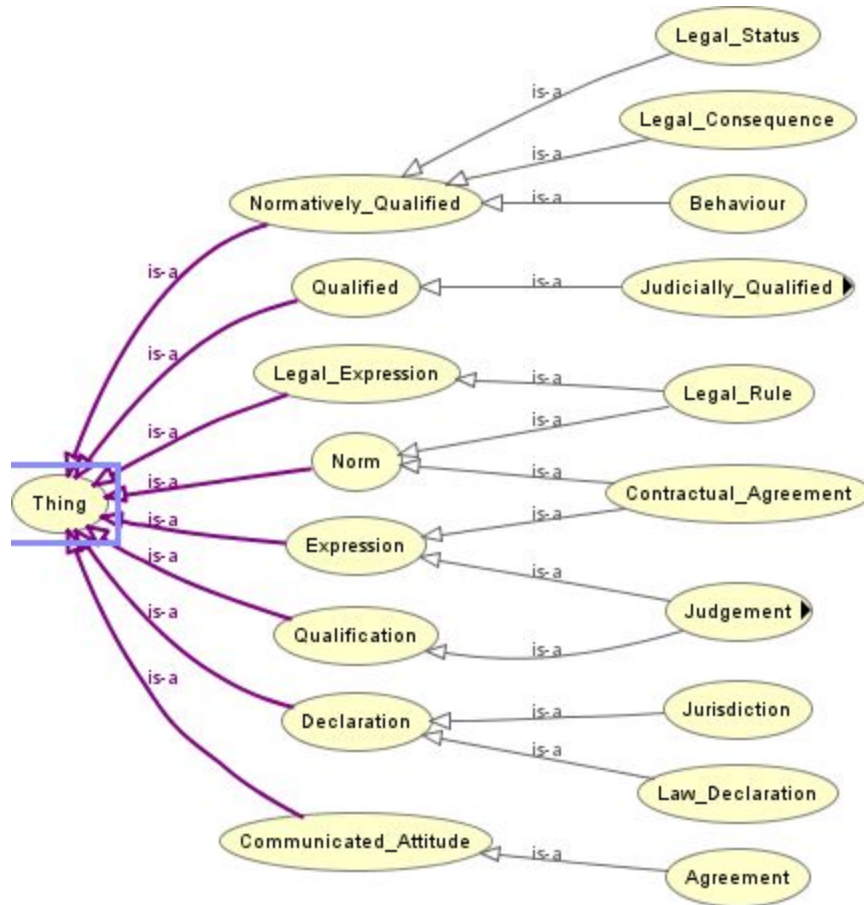 Legal_Status
is-a
Legal_Consequence
is-a
Normatively_Qualified
is-a
Behaviour
is-a
Qualified
is-a
Judicially_Qualified
is-a
Legal_Expression
is-a
Legal_Rule
is-a
is-a
Norm
is-a
Thing
is-a
is-a
Contractual_Agreement
is-a
Expression
is-a
is-a
Judgement
Qualification
is-a
is-a
Declaration
is-a
Jurisdiction
is-a
is-a
Law_Declaration
Communicated_Attitude
is-a
Agreement